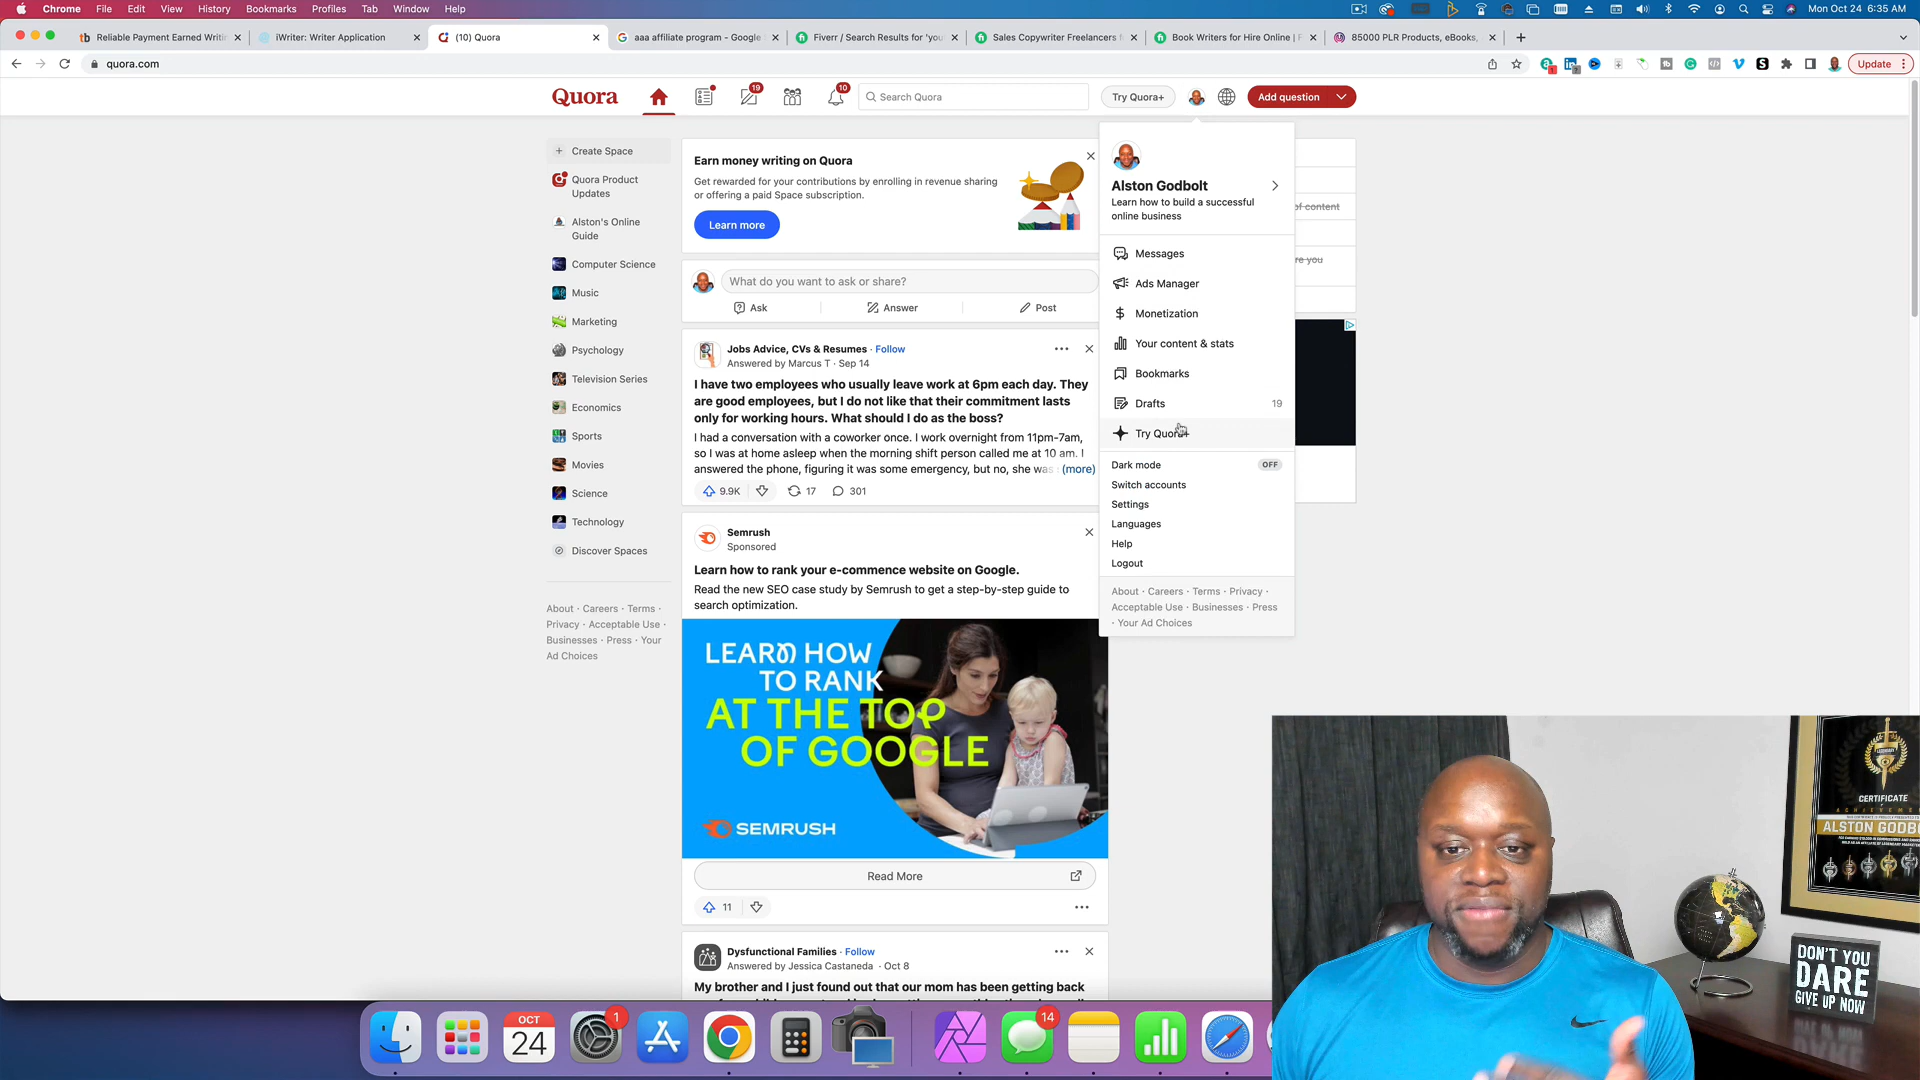 Chrome File Edit View History Bookmarks Profiles Tab Window Help
Mon Oct 24 6:35 AM
Reliable Payment Earned Writi
iWriter: Writer Application
(10) Quora
aaa affiliate program - Google
Fiverr / Search Results for 'you
Sales Copywriter Freelancers f
Book Writers for Hire Online | F
85000 PLR Products, eBooks,
quora.com
Update
Quora
19
10
Search Quora
Try Quora+
Add question
Create Space
Quora Product
Updates
Alston's Online
Guide
Computer Science
Music
Marketing
Psychology
Television Series
Economics
Sports
Movies
Science
Technology
Discover Spaces
About · Careers · Terms ·
Privacy · Acceptable Use ·
Businesses · Press · Your
Ad Choices
Earn money writing on Quora
Get rewarded for your contributions by enrolling in revenue sharing
or offering a paid Space subscription.
Learn more
What do you want to ask or share?
Ask
Answer
Post
Jobs Advice, CVs & Resumes · Follow
Answered by Marcus T · Sep 14
I have two employees who usually leave work at 6pm each day. They
are good employees, but I do not like that their commitment lasts
only for working hours. What should I do as the boss?
I had a conversation with a coworker once. I work overnight from 11pm-7am,
so I was at home asleep when the morning shift person called me at 10 am. I
answered the phone, figuring it was some emergency, but no, she was (more)
9.9K
17
301
Semrush
Sponsored
Learn how to rank your e-commerce website on Google.
Read the new SEO case study by Semrush to get a step-by-step guide to
search optimization.
LEARN HOW
TO RANK
AT THE TOP
OF GOOGLE
SEMRUSH
Read More
11
Dysfunctional Families · Follow
Answered by Jessica Castaneda · Oct 8
My brother and I just found out that our mom has been getting back
Alston Godbolt
Learn how to build a successful
online business
Messages
Ads Manager
Monetization
Your content & stats
Bookmarks
Drafts 19
Try Quora+
Dark mode OFF
Switch accounts
Settings
Languages
Help
Logout
About · Careers · Terms · Privacy ·
Acceptable Use · Businesses · Press
· Your Ad Choices
of content
re you
CERTIFICATE
ALSTON GODBO
DON'T YOU
DARE
GIVE UP NOW
OCT
24
1
14